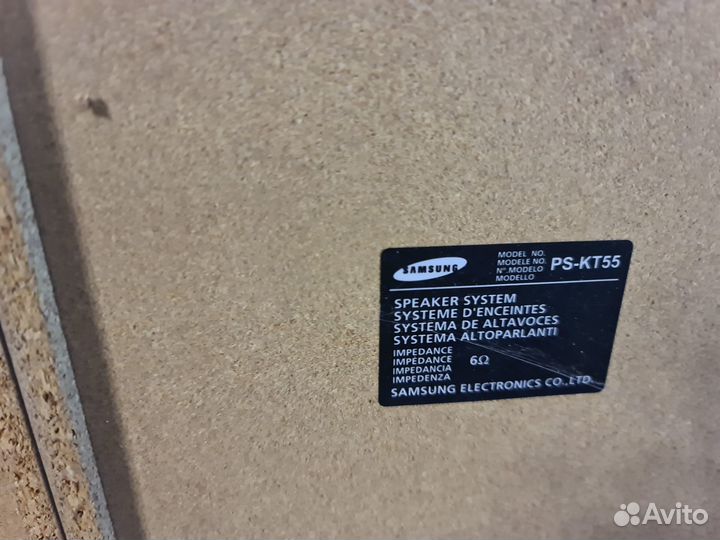 SAMSUNG
MODEL NO.
MODELE NO.
N°.MODELO
MODELLO
PS-KT55
SPEAKER SYSTEM
SYSTEME D'ENCEINTES
SYSTEMA DE ALTAVOCES
SYSTEMA ALTOPARLANTI
IMPEDANCE
IMPEDANCE
IMPEDANCIA
IMPEDENZA
6Ω
SAMSUNG ELECTRONICS CO.,LTD.
Avito